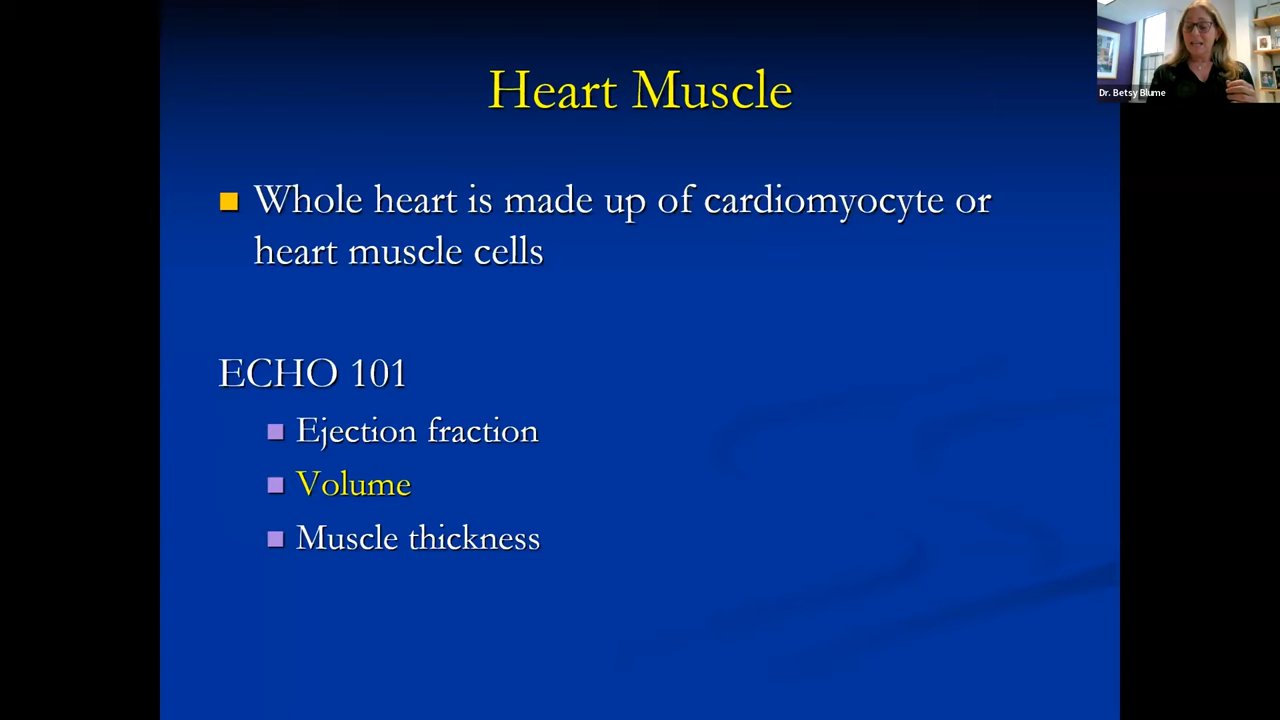 Heart Muscle
Whole heart is made up of cardiomyocyte or
heart muscle cells
ECHO 101
Ejection fraction
Volume
Muscle thickness
Dr. Betsy Blume